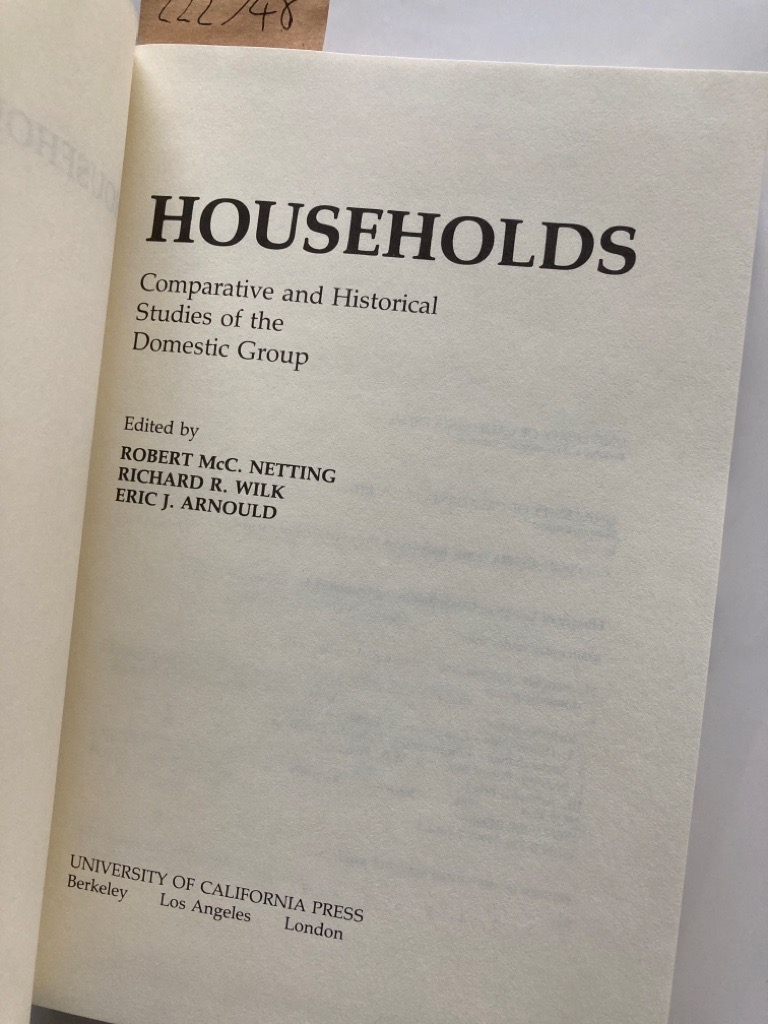 222/48
HOUSEHOLDS
Comparative and Historical
Studies of the
Domestic Group
Edited by
ROBERT McC. NETTING
RICHARD R. WILK
ERIC J. ARNOULD
UNIVERSITY OF CALIFORNIA PRESS
Berkeley Los Angeles London